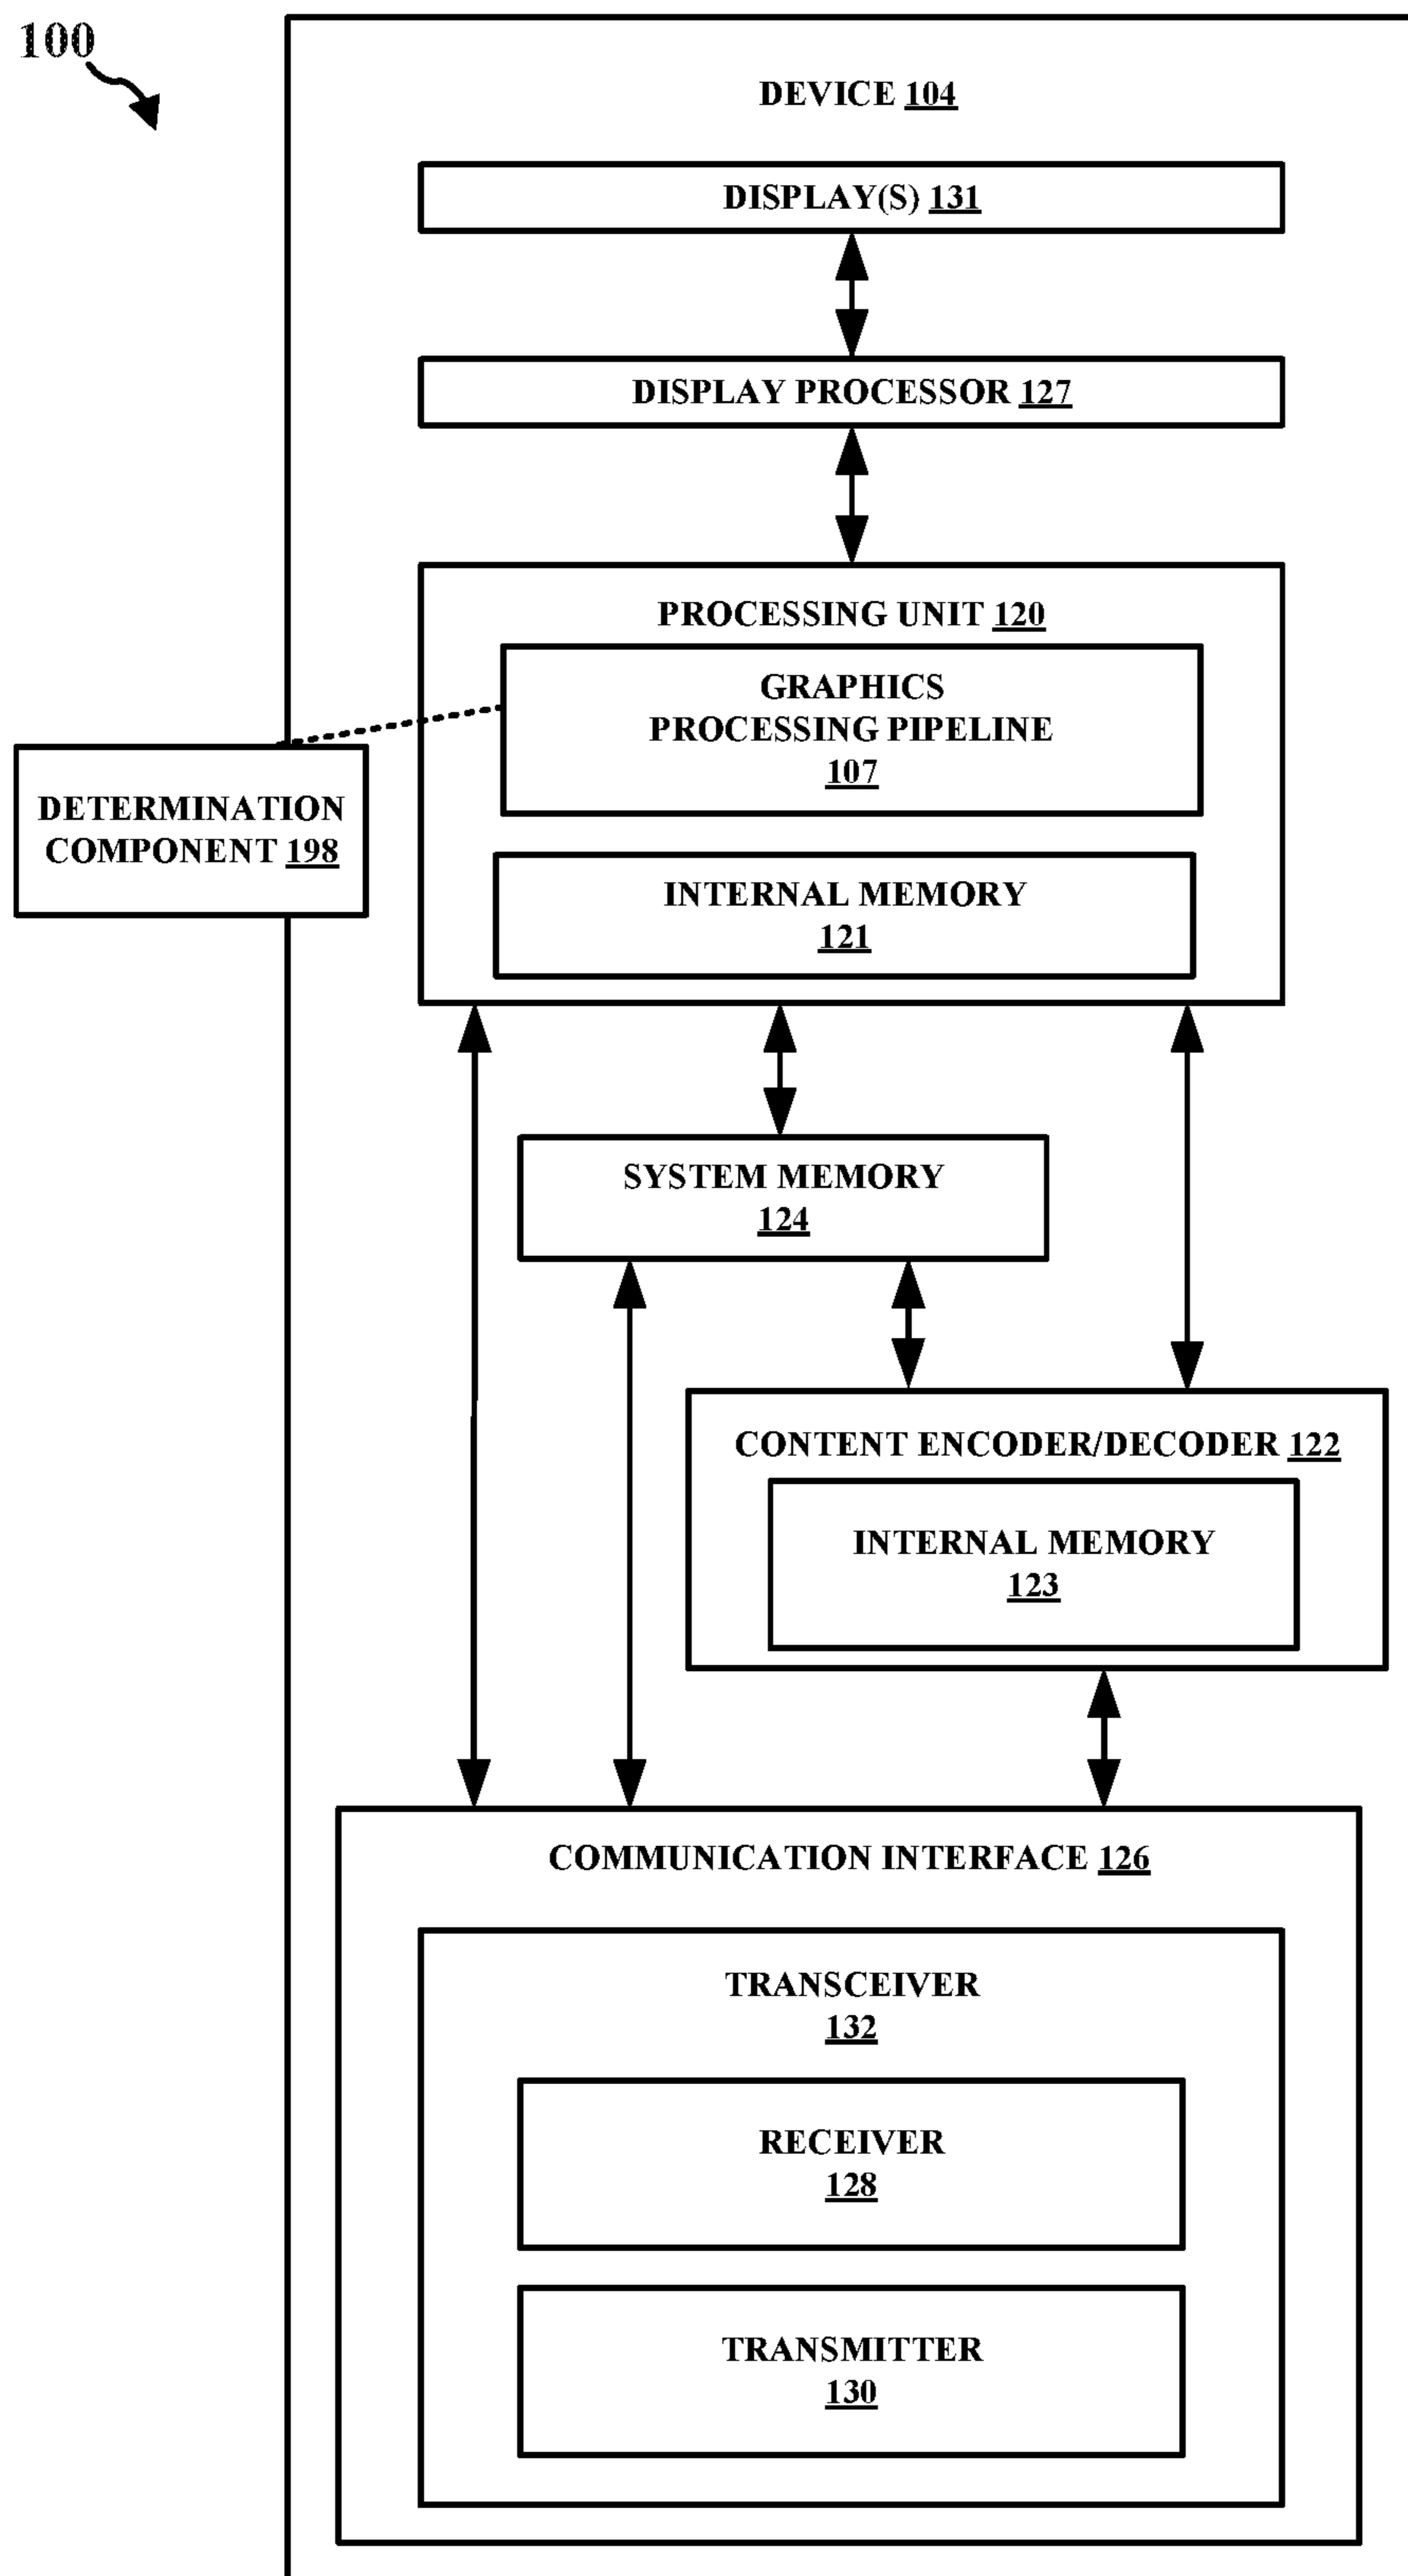 100
DEVICE 104
DISPLAY(S) 131
DISPLAY PROCESSOR 127
PROCESSING UNIT 120
GRAPHICS
PROCESSING PIPELINE
107
DETERMINATION
COMPONENT 198
INTERNAL MEMORY
121
SYSTEM MEMORY
124
CONTENT ENCODER/DECODER 122
INTERNAL MEMORY
123
COMMUNICATION INTERFACE 126
TRANSCEIVER
132
RECEIVER
128
TRANSMITTER
130